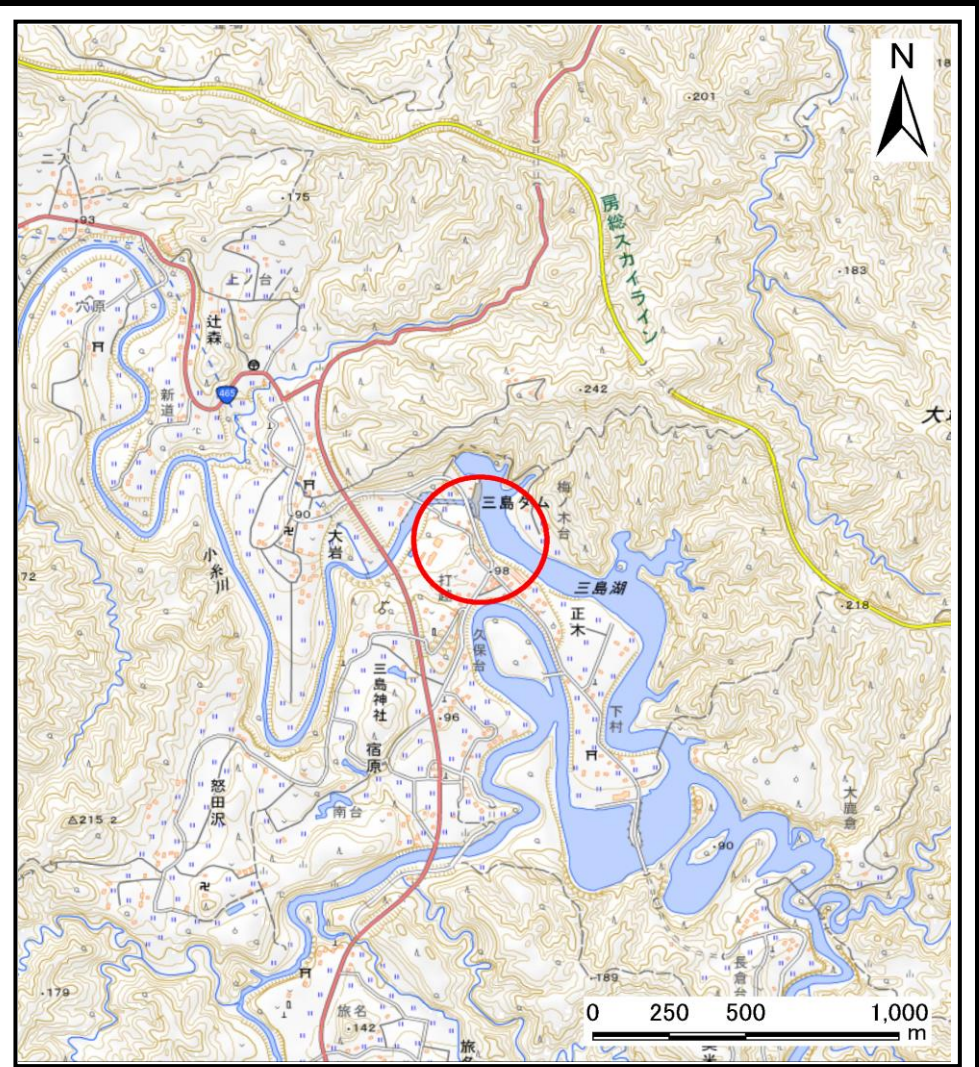 N
・201
二入
・175
房総スカイライン
・93
上ノ台
・183
穴原
辻森
新道
465
・242
梅ノ木台
三島ダム
90
大岩
小糸川
72
・98
三島湖
・218
正木
久保台
三島神社
下村
・96
宿原
怒田沢
大鹿倉
南台
△215 2
・90
長倉台
・189
・179
旅名
・142
0 250 500 1,000
m